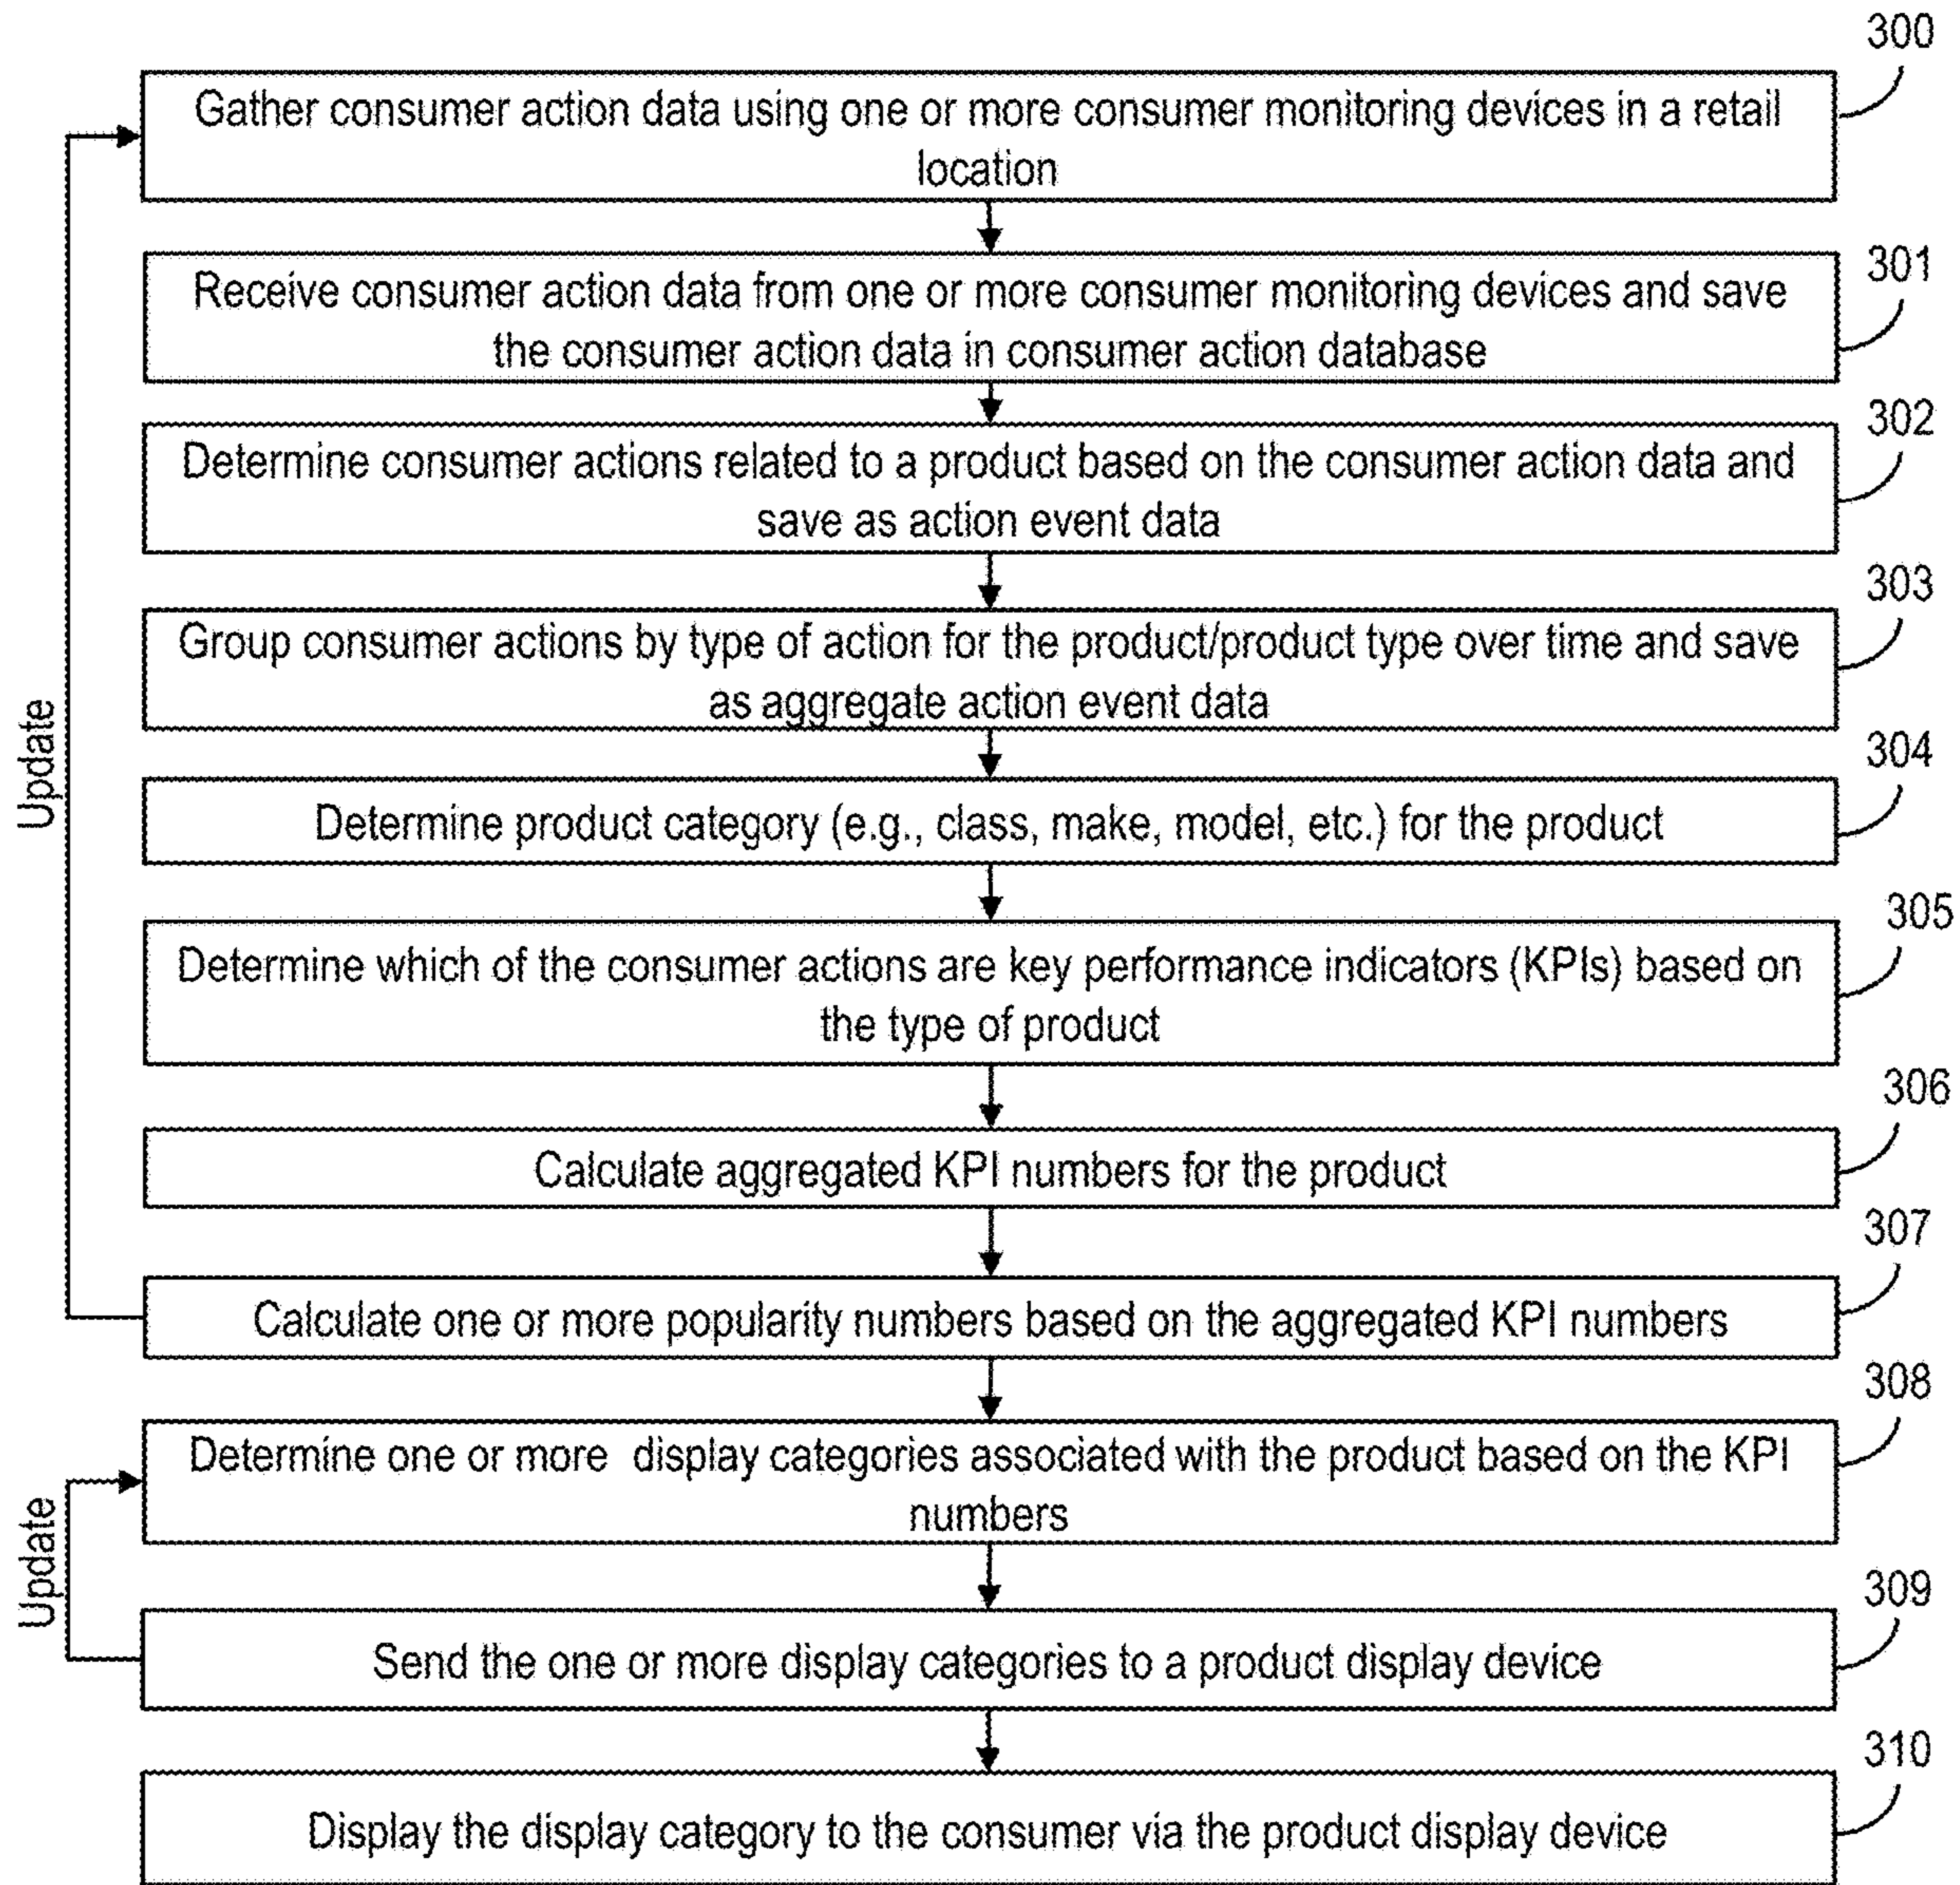 300
Gather consumer action data using one or more consumer monitoring devices in a retail
location
301
Receive consumer action data from one or more consumer monitoring devices and save
the consumer action data in consumer action database
302
Determine consumer actions related to a product based on the consumer action data and
save as action event data
303
Group consumer actions by type of action for the product/product type over time and save
as aggregate action event data
Update
304
Determine product category (e.g., class, make, model, etc.) for the product
305
Determine which of the consumer actions are key performance indicators (KPIs) based on
the type of product
306
Calculate aggregated KPI numbers for the product
307
Calculate one or more popularity numbers based on the aggregated KPI numbers
308
Determine one or more display categories associated with the product based on the KPI
numbers
Update
309
Send the one or more display categories to a product display device
310
Display the display category to the consumer via the product display device